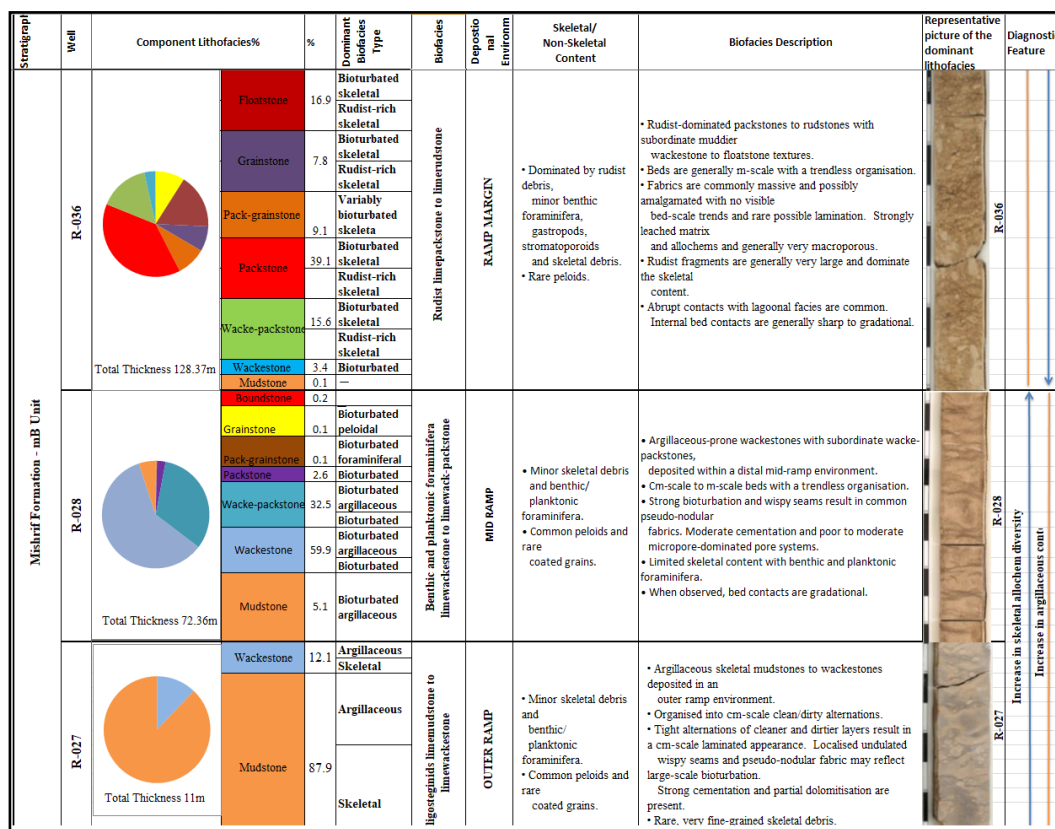 Stratigraph
Well
Component Lithofacies%
%
Dominant
Biofacies
Type
Biofacies
Depositio
nal
Environm
Skeletal/
Non-Skeletal
Content
Biofacies Description
Representative
picture of the
dominant
lithofacies
Diagnostic
Feature
Mishrif Formation - mB Unit
R-036
Total Thickness 128.37m
Floatstone
16.9
Bioturbated
skeletal
Rudist-rich
skeletal
Grainstone
7.8
Bioturbated
skeletal
Rudist-rich
skeletal
Pack-grainstone
9.1
Variably
bioturbated
skeleta
Packstone
39.1
Bioturbated
skeletal
Rudist-rich
skeletal
Wacke-packstone
15.6
Bioturbated
skeletal
Rudist-rich
skeletal
Wackestone
3.4
Bioturbated
Mudstone
0.1
—
Rudist limepackstone to limerudstone
RAMP MARGIN
• Dominated by rudist
debris,
minor benthic
foraminifera,
gastropods,
stromatoporoids
and skeletal debris.
• Rare peloids.
• Rudist-dominated packstones to rudstones with
subordinate muddier
wackestone to floatstone textures.
• Beds are generally m-scale with a trendless organisation.
• Fabrics are commonly massive and possibly
amalgamated with no visible
bed-scale trends and rare possible lamination. Strongly
leached matrix
and allochems and generally very macroporous.
• Rudist fragments are generally very large and dominate
the skeletal
content.
• Abrupt contacts with lagoonal facies are common.
Internal bed contacts are generally sharp to gradational.
R-036
R-028
Total Thickness 72.36m
Boundstone
0.2
Grainstone
0.1
Bioturbated
peloidal
Pack-grainstone
0.1
Bioturbated
foraminiferal
Packstone
2.6
Bioturbated
Wacke-packstone
32.5
Bioturbated
argillaceous
Bioturbated
Wackestone
59.9
Bioturbated
argillaceous
Bioturbated
Mudstone
5.1
Bioturbated
argillaceous
Benthic and planktonic foraminifera
limewackestone to limewack-packstone
MID RAMP
• Minor skeletal debris
and benthic/
planktonic
foraminifera.
• Common peloids and
rare
coated grains.
• Argillaceous-prone wackestones with subordinate wacke-
packstones,
deposited within a distal mid-ramp environment.
• Cm-scale to m-scale beds with a trendless organisation.
• Strong bioturbation and wispy seams result in common
pseudo-nodular
fabrics. Moderate cementation and poor to moderate
micropore-dominated pore systems.
• Limited skeletal content with benthic and planktonic
foraminifera.
• When observed, bed contacts are gradational.
R-028
Increase in skeletal allochem diversity
Increase in argillaceous conte
R-027
Total Thickness 11m
Wackestone
12.1
Argillaceous
Skeletal
Mudstone
87.9
Argillaceous
Skeletal
ligosteginids limemudstone to
limewackestone
OUTER RAMP
• Minor skeletal debris
and
benthic/
planktonic
foraminifera.
• Common peloids and
rare
coated grains.
• Argillaceous skeletal mudstones to wackestones
deposited in an
outer ramp environment.
• Organised into cm-scale clean/dirty alternations.
• Tight alternations of cleaner and dirtier layers result in
a cm-scale laminated appearance. Localised undulated
wispy seams and pseudo-nodular fabric may reflect
large-scale bioturbation.
Strong cementation and partial dolomitisation are
present.
• Rare, very fine-grained skeletal debris.
R-027